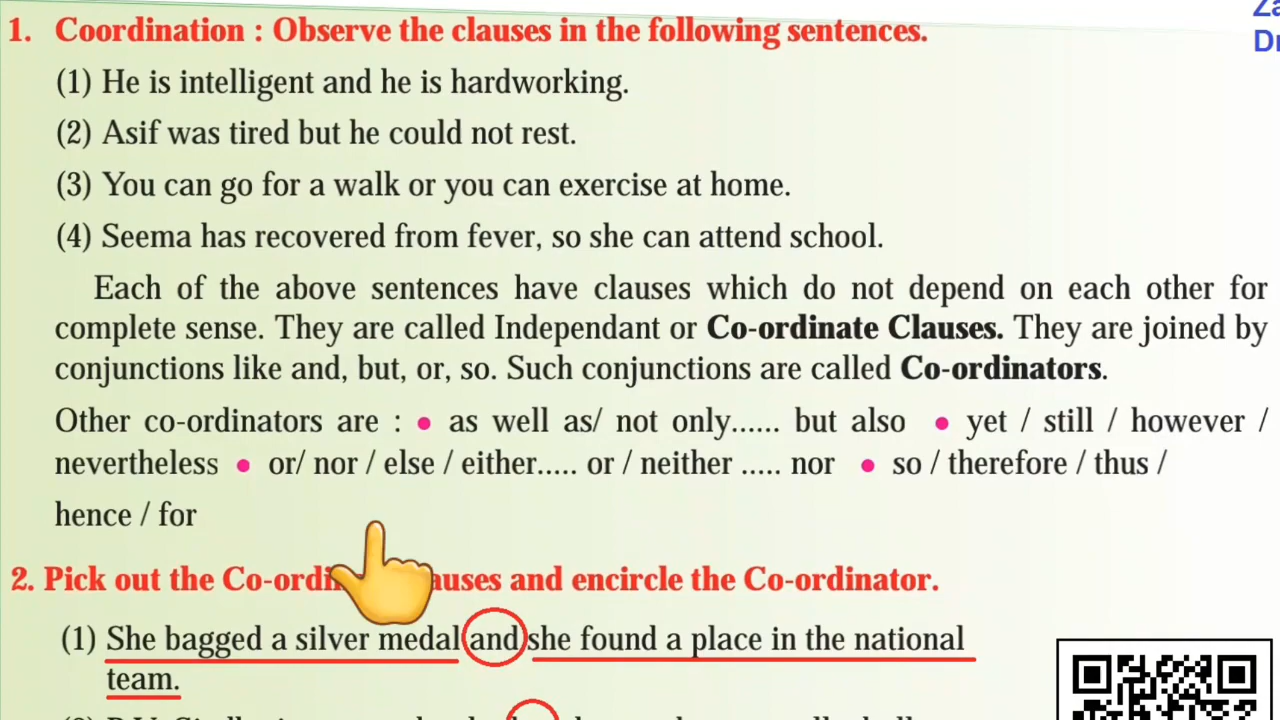 Za
1. Coordination : Observe the clauses in the following sentences.
Dr
(1) He is intelligent and he is hardworking.
(2) Asif was tired but he could not rest.
(3) You can go for a walk or you can exercise at home.
(4) Seema has recovered from fever, so she can attend school.
Each of the above sentences have clauses which do not depend on each other for
complete sense. They are called Independant or Co-ordinate Clauses. They are joined by
conjunctions like and, but, or, so. Such conjunctions are called Co-ordinators.
Other co-ordinators are : • as well as/ not only...... but also • yet / still / however /
nevertheless • or/ nor / else / either..... or / neither ..... nor • so / therefore / thus /
hence / for
2. Pick out the and encircle the Co-ordinator.
(1) She bagged a silver medal and she found a place in the national
team.